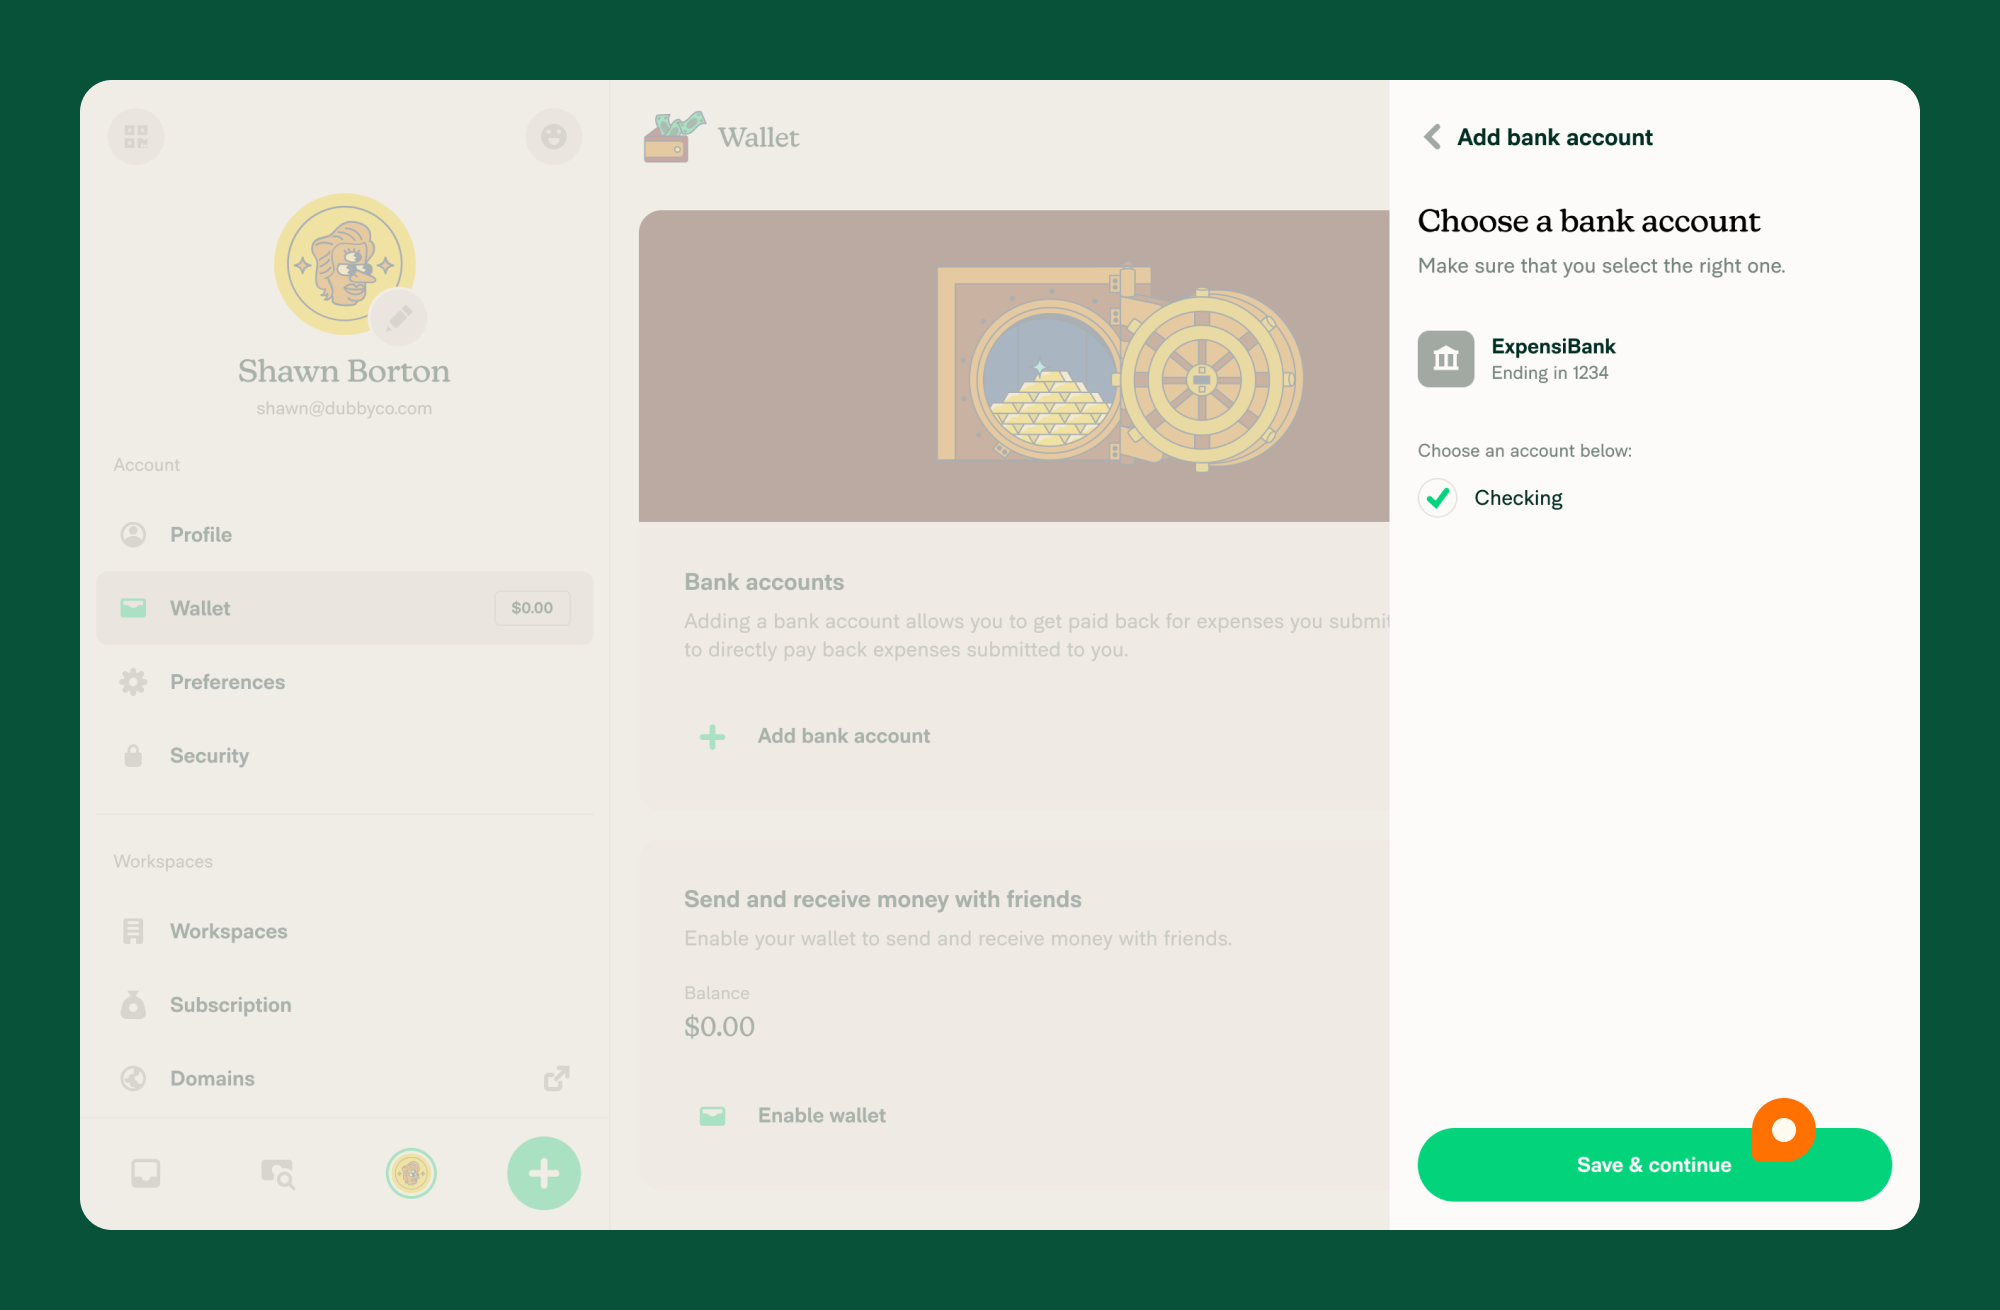 Shawn Borton
shawn@dubbyco.com
Account
Profile
Wallet
$0.00
Preferences
Security
Workspaces
Workspaces
Subscription
Domains
Wallet
Bank accounts
Adding a bank account allows you to get paid back for expenses you submit
to directly pay back expenses submitted to you.
Add bank account
Send and receive money with friends
Enable your wallet to send and receive money with friends.
Balance
$0.00
Enable wallet
Add bank account
Choose a bank account
Make sure that you select the right one.
ExpensiBank
Ending in 1234
Choose an account below:
Checking
Save & continue